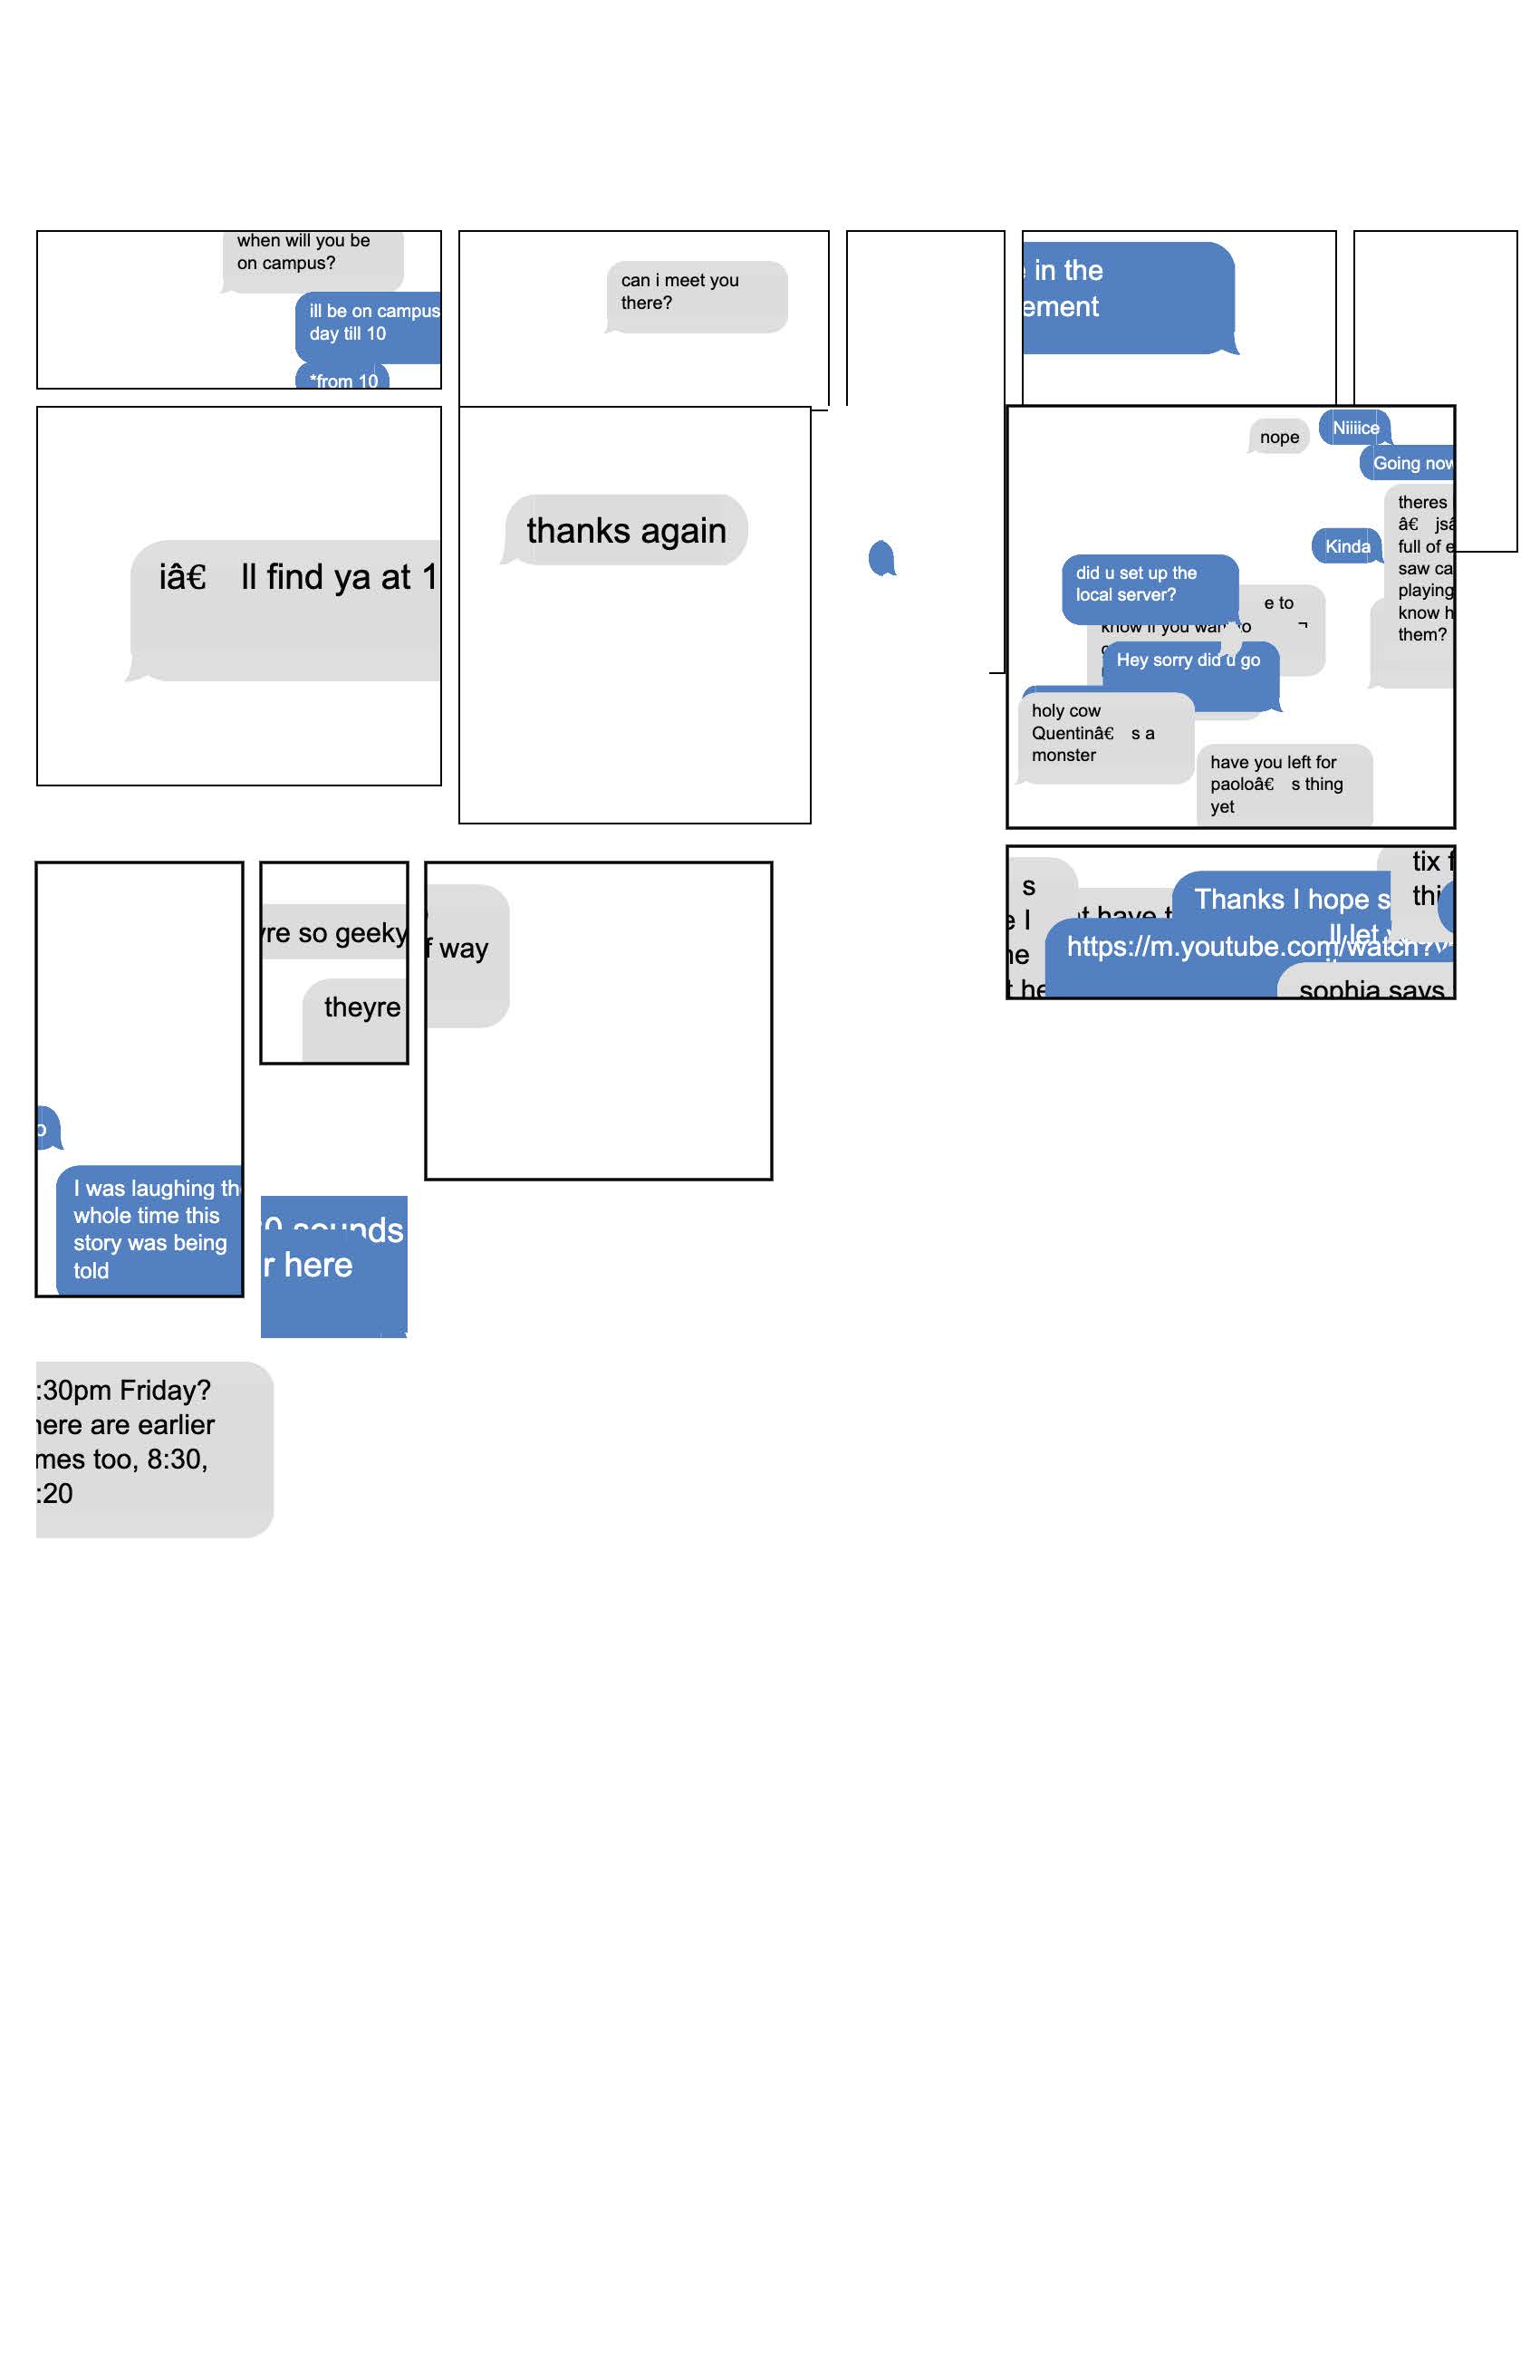 when will you be
on campus?
ill be on campus
day till 10
*from 10
can i meet you
there?
in the
ement
iâ€ ll find ya at 1
thanks again
nope
Niiiice
Going now
theres
â€ jsâ
full of e
saw ca
playing
know h
them?
Kinda
did u set up the
local server?
e to
know if you want to
Hey sorry did u go
holy cow
Quentinâ€ s a
monster
have you left for
paoloâ€ s thing
yet
tix f
thi
s
e I
ne
t he
t have t
Thanks I hope s
ll let
https://m.youtube.com/watch?v
sophia says
yre so geeky
theyre
f way
o
I was laughing th
whole time this
story was being
told
0 sounds
r here
:30pm Friday?
here are earlier
mes too, 8:30,
:20